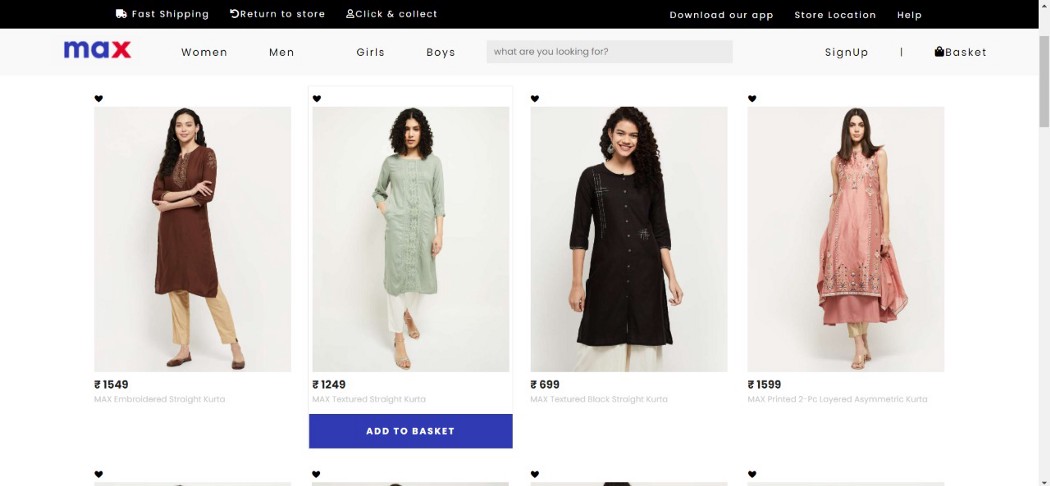 Fast Shipping Return to store Click & collect Download our app Store Location Help
max Women Men Girls Boys what are you looking for? SignUp | Basket
₹ 1549 ₹ 1249 ₹ 699 ₹ 1599
MAX Embroidered Straight Kurta MAX Textured Straight Kurta MAX Textured Black Straight Kurta MAX Printed 2-Pc Layered Asymmetric Kurta
ADD TO BASKET